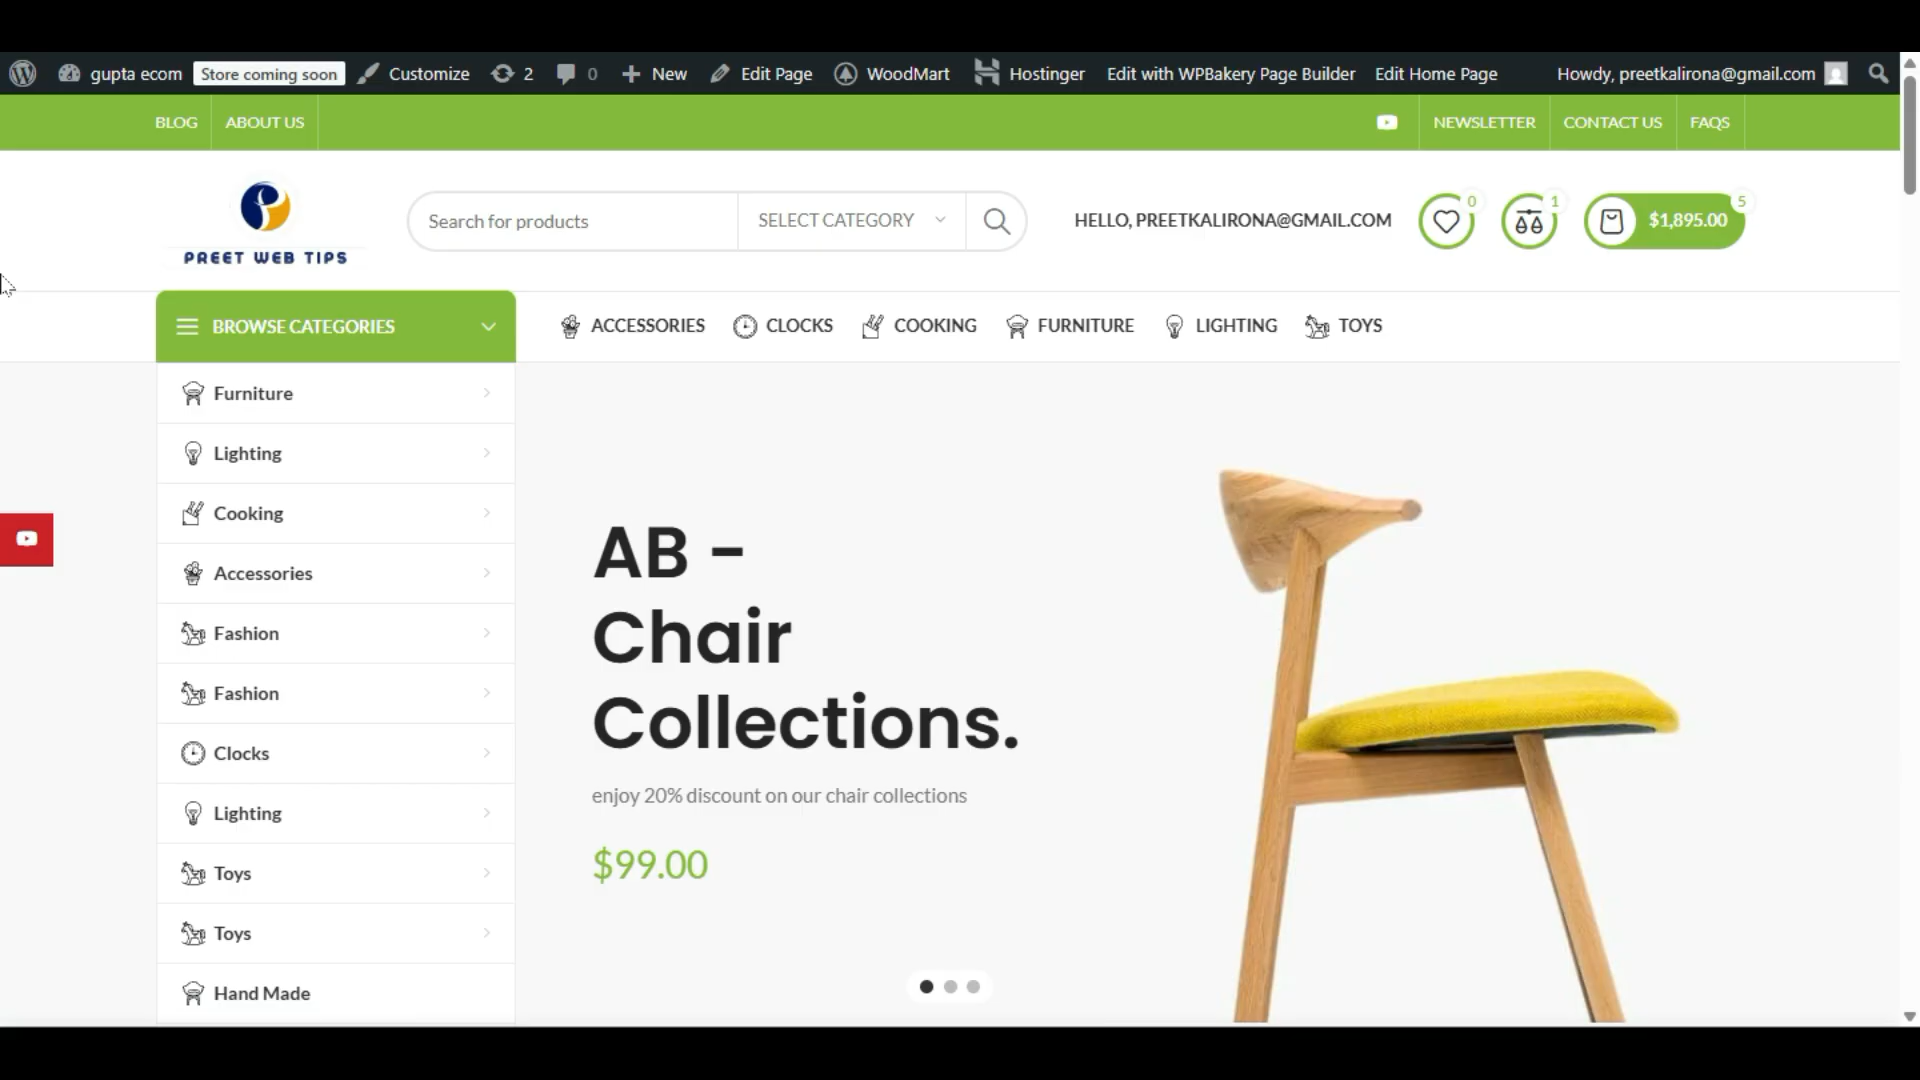 gupta ecom Store coming soon Customize 2 0 New Edit Page WoodMart Hostinger Edit with WPBakery Page Builder Edit Home Page Howdy, preetkalirona@gmail.com
BLOG ABOUT US NEWSLETTER CONTACT US FAQS
PREET WEB TIPS
Search for products SELECT CATEGORY HELLO, PREETKALIRONA@GMAIL.COM 0 1 $1,895.00 5
BROWSE CATEGORIES ACCESSORIES CLOCKS COOKING FURNITURE LIGHTING TOYS
Furniture
Lighting
Cooking
Accessories
Fashion
Fashion
Clocks
Lighting
Toys
Toys
Hand Made
AB -
Chair
Collections.
enjoy 20% discount on our chair collections
$99.00